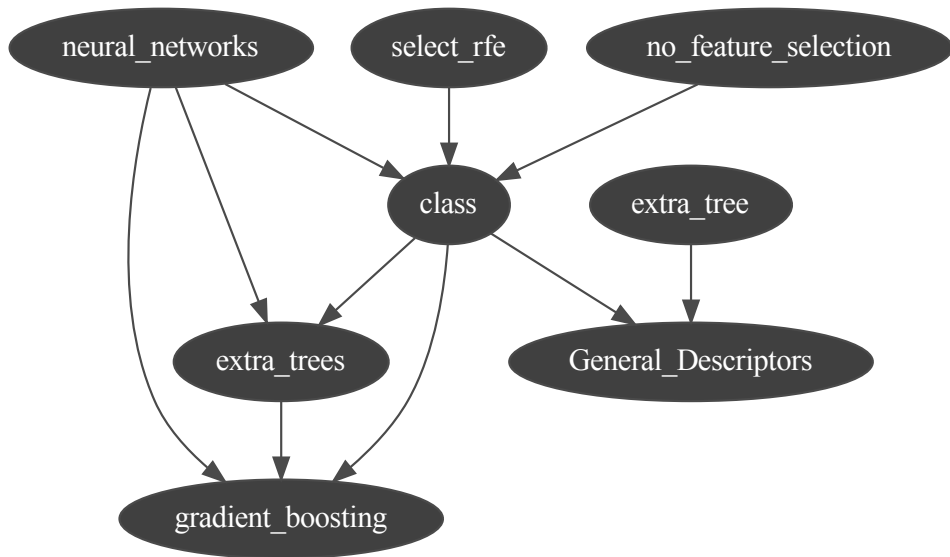 neural_networks
select_rfe
no_feature_selection
class
extra_tree
extra_trees
General_Descriptors
gradient_boosting